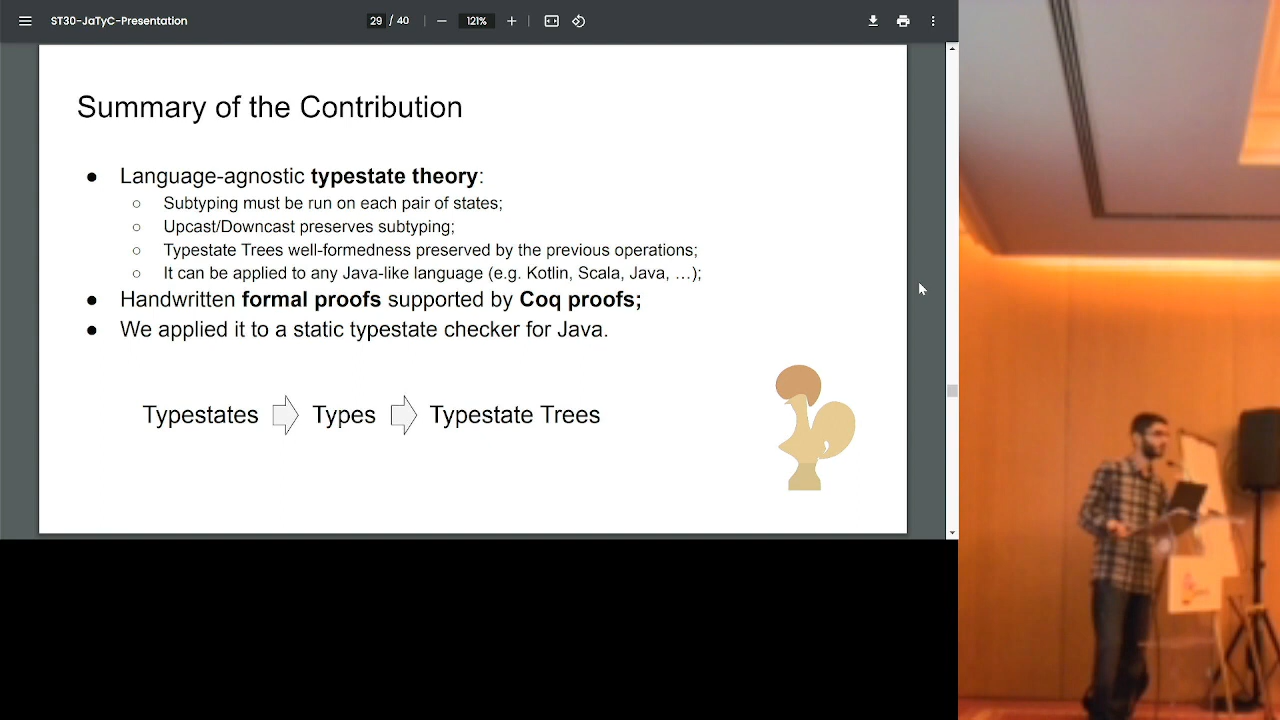 ST30-JaTyC-Presentation
29 / 40
121%
Summary of the Contribution
● Language-agnostic typestate theory:
○ Subtyping must be run on each pair of states;
○ Upcast/Downcast preserves subtyping;
○ Typestate Trees well-formedness preserved by the previous operations;
○ It can be applied to any Java-like language (e.g. Kotlin, Scala, Java, …);
● Handwritten formal proofs supported by Coq proofs;
● We applied it to a static typestate checker for Java.
Typestates Types Typestate Trees